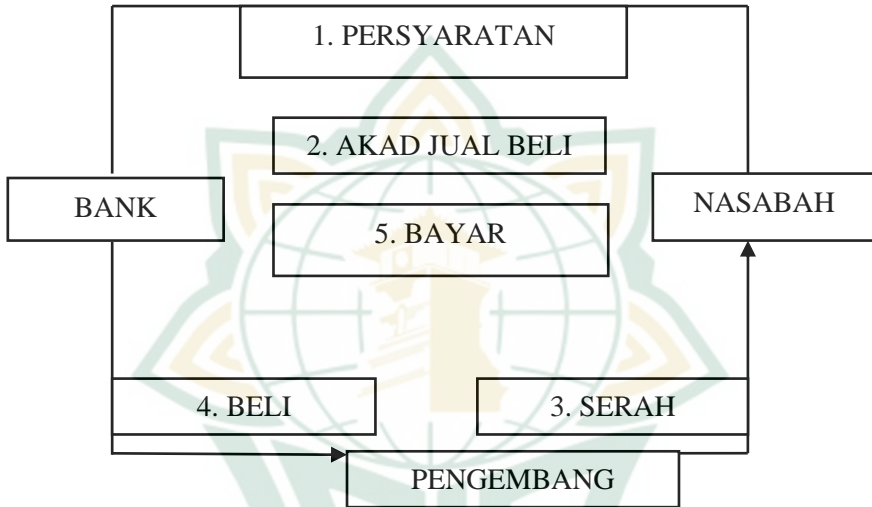 1. PERSYARATAN
2. AKAD JUAL BELI
BANK
NASABAH
5. BAYAR
4. BELI
3. SERAH
PENGEMBANG